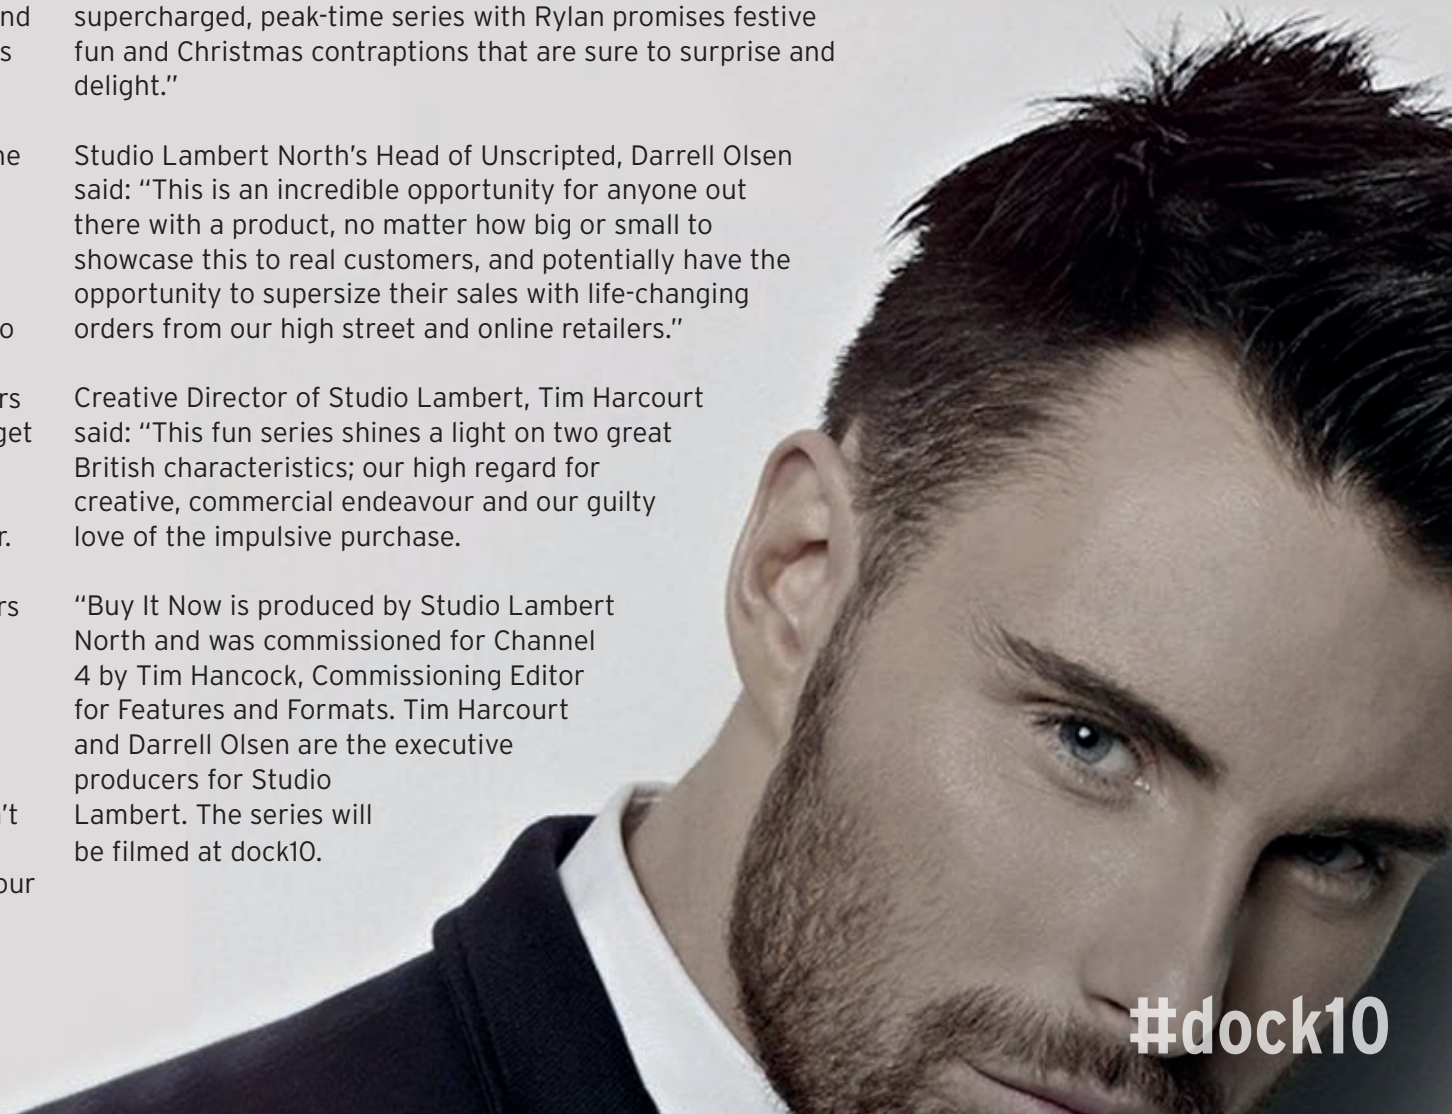 nd
s
ne
o
rs
get
r.
rs
't
our
supercharged, peak-time series with Rylan promises festive
fun and Christmas contraptions that are sure to surprise and
delight.”
Studio Lambert North’s Head of Unscripted, Darrell Olsen
said: “This is an incredible opportunity for anyone out
there with a product, no matter how big or small to
showcase this to real customers, and potentially have the
opportunity to supersize their sales with life-changing
orders from our high street and online retailers.”
Creative Director of Studio Lambert, Tim Harcourt
said: “This fun series shines a light on two great
British characteristics; our high regard for
creative, commercial endeavour and our guilty
love of the impulsive purchase.
“Buy It Now is produced by Studio Lambert
North and was commissioned for Channel
4 by Tim Hancock, Commissioning Editor
for Features and Formats. Tim Harcourt
and Darrell Olsen are the executive
producers for Studio
Lambert. The series will
be filmed at dock10.
#dock10